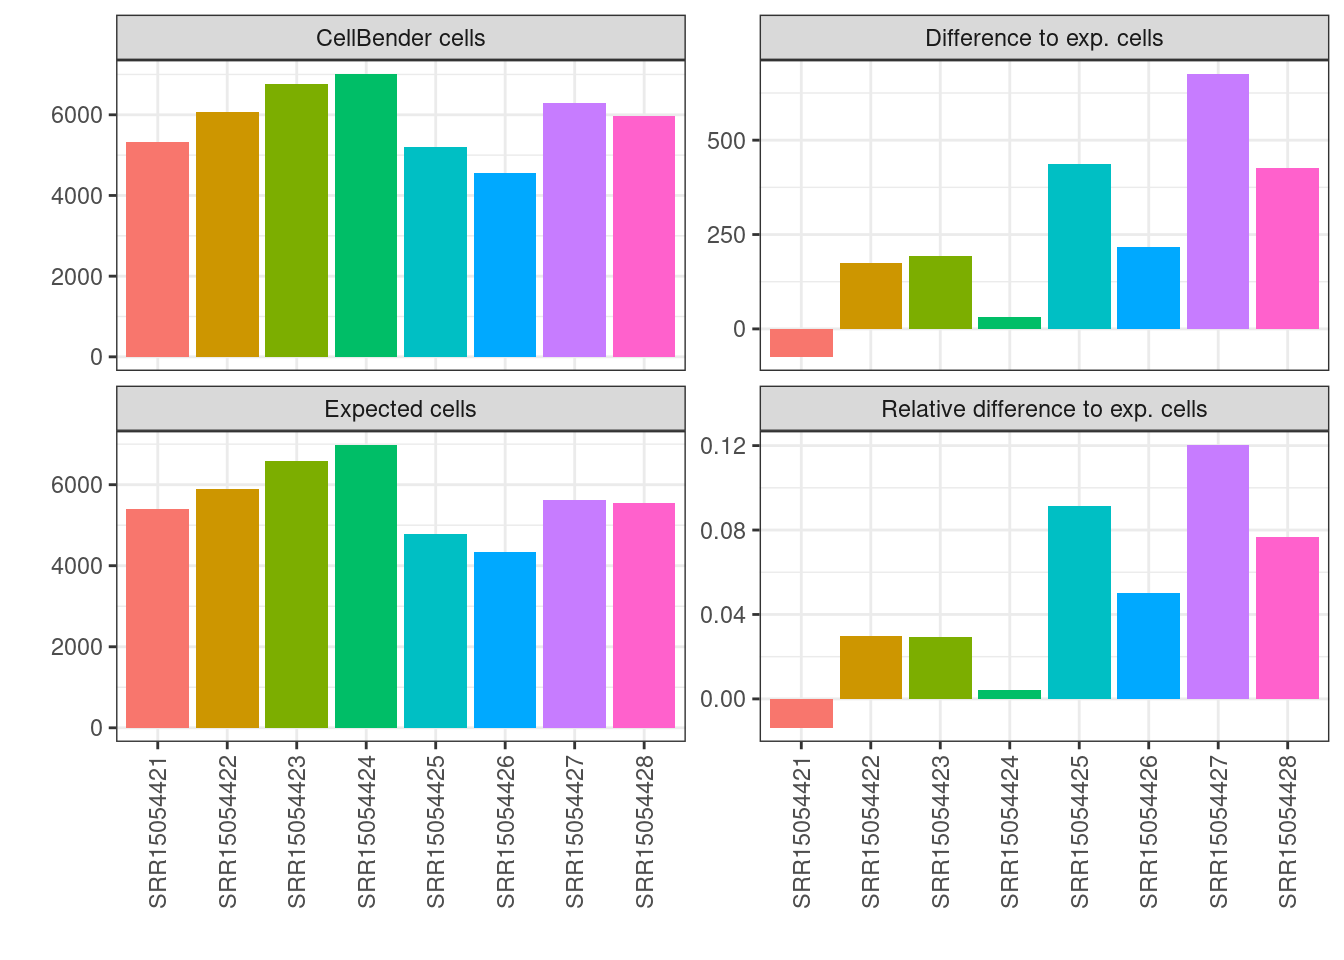 CellBender cells
6000
4000
2000
0
Difference to exp. cells
500
250
0
Expected cells
6000
4000
2000
0
SRR15054421
SRR15054422
SRR15054423
SRR15054424
SRR15054425
SRR15054426
SRR15054427
SRR15054428
Relative difference to exp. cells
0.12
0.08
0.04
0.00
SRR15054421
SRR15054422
SRR15054423
SRR15054424
SRR15054425
SRR15054426
SRR15054427
SRR15054428